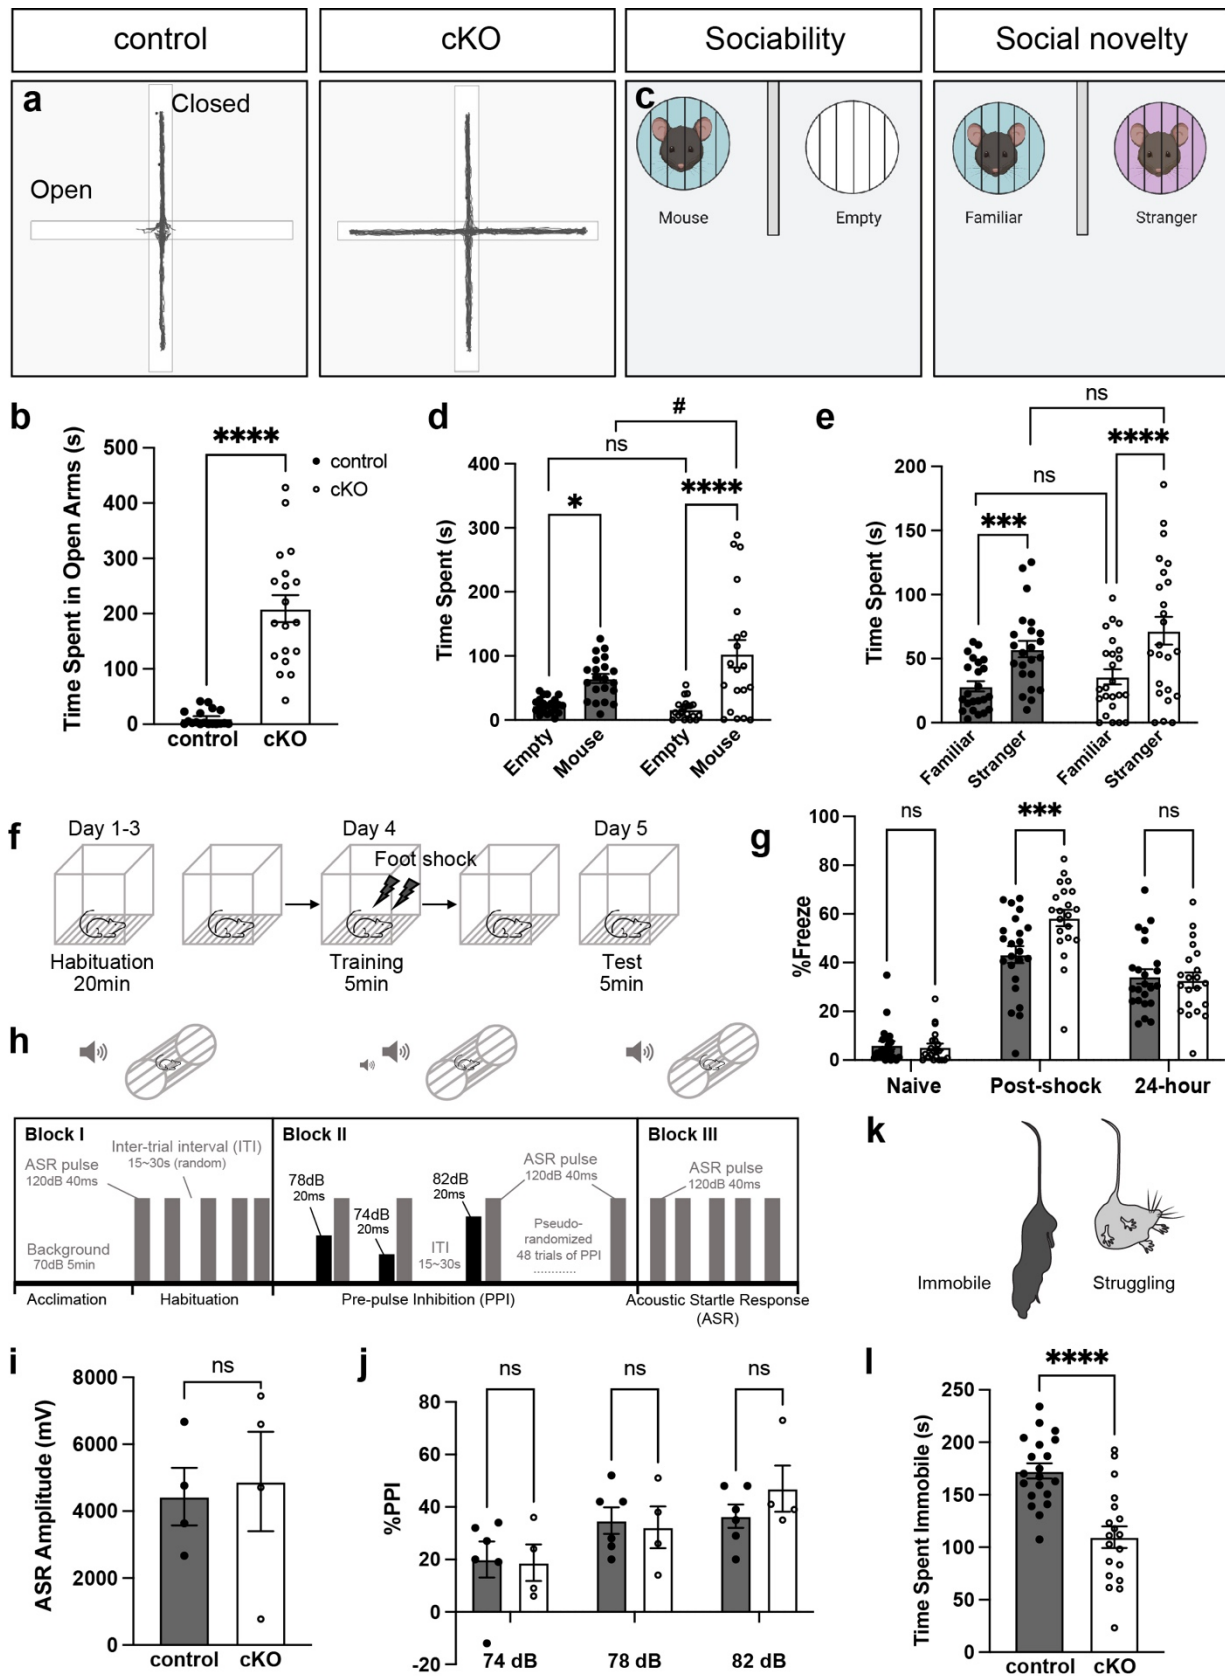 control
cKO
Sociability
Social novelty
a
Closed
Open
c
Mouse
Empty
Familiar
Stranger
b
Time Spent in Open Arms (s)
500
400
300
200
100
0
****
control
cKO
control
cKO
d
Time Spent (s)
400
300
200
100
0
#
ns
*
****
Empty
Mouse
Empty
Mouse
e
Time Spent (s)
200
150
100
50
0
ns
ns
***
****
Familiar
Stranger
Familiar
Stranger
f
Day 1-3
Day 4
Day 5
Foot shock
Habituation
20min
Training
5min
Test
5min
g
%Freeze
100
80
60
40
20
0
ns
***
ns
Naive
Post-shock
24-hour
h
Block I
ASR pulse
120dB 40ms
Inter-trial interval (ITI)
15~30s (random)
Background
70dB 5min
Acclimation
Habituation
Block II
78dB
20ms
74dB
20ms
82dB
20ms
ITI
15~30s
ASR pulse
120dB 40ms
Pseudo-
randomized
48 trials of PPI
............
Pre-pulse Inhibition (PPI)
Block III
ASR pulse
120dB 40ms
Acoustic Startle Response
(ASR)
k
Immobile
Struggling
i
ASR Amplitude (mV)
8000
6000
4000
2000
0
ns
control
cKO
j
%PPI
80
60
40
20
0
-20
ns
ns
ns
74 dB
78 dB
82 dB
l
Time Spent Immobile (s)
250
200
150
100
50
0
****
control
cKO